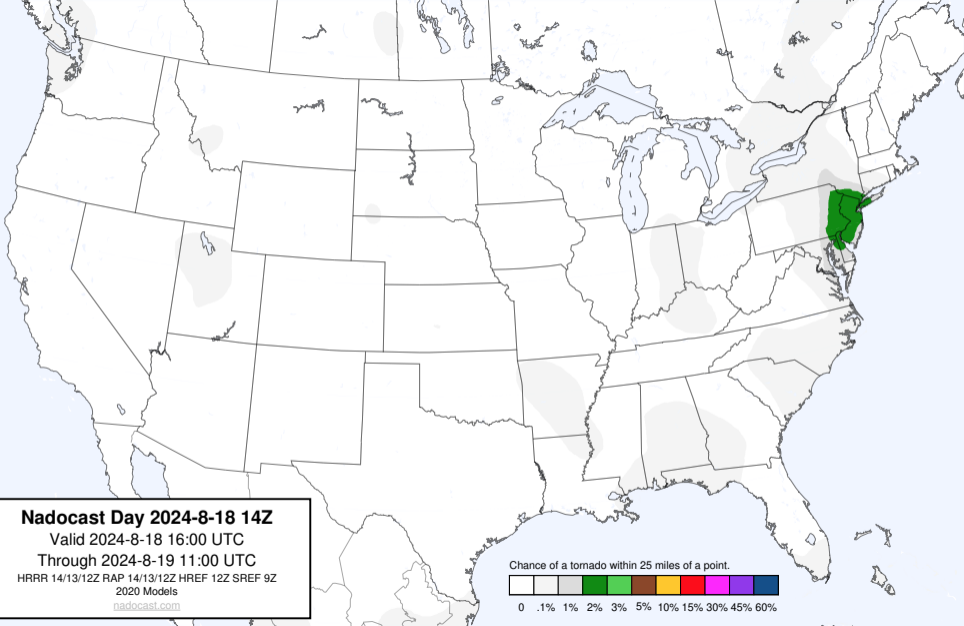 Nadocast Day 2024-8-18 14Z
Valid 2024-8-18 16:00 UTC
Through 2024-8-19 11:00 UTC
HRRR 14/13/12Z RAP 14/13/12Z HREF 12Z SREF 9Z
2020 Models
nadocast.com
Chance of a tornado within 25 miles of a point.
0 .1% 1% 2% 3% 5% 10% 15% 30% 45% 60%